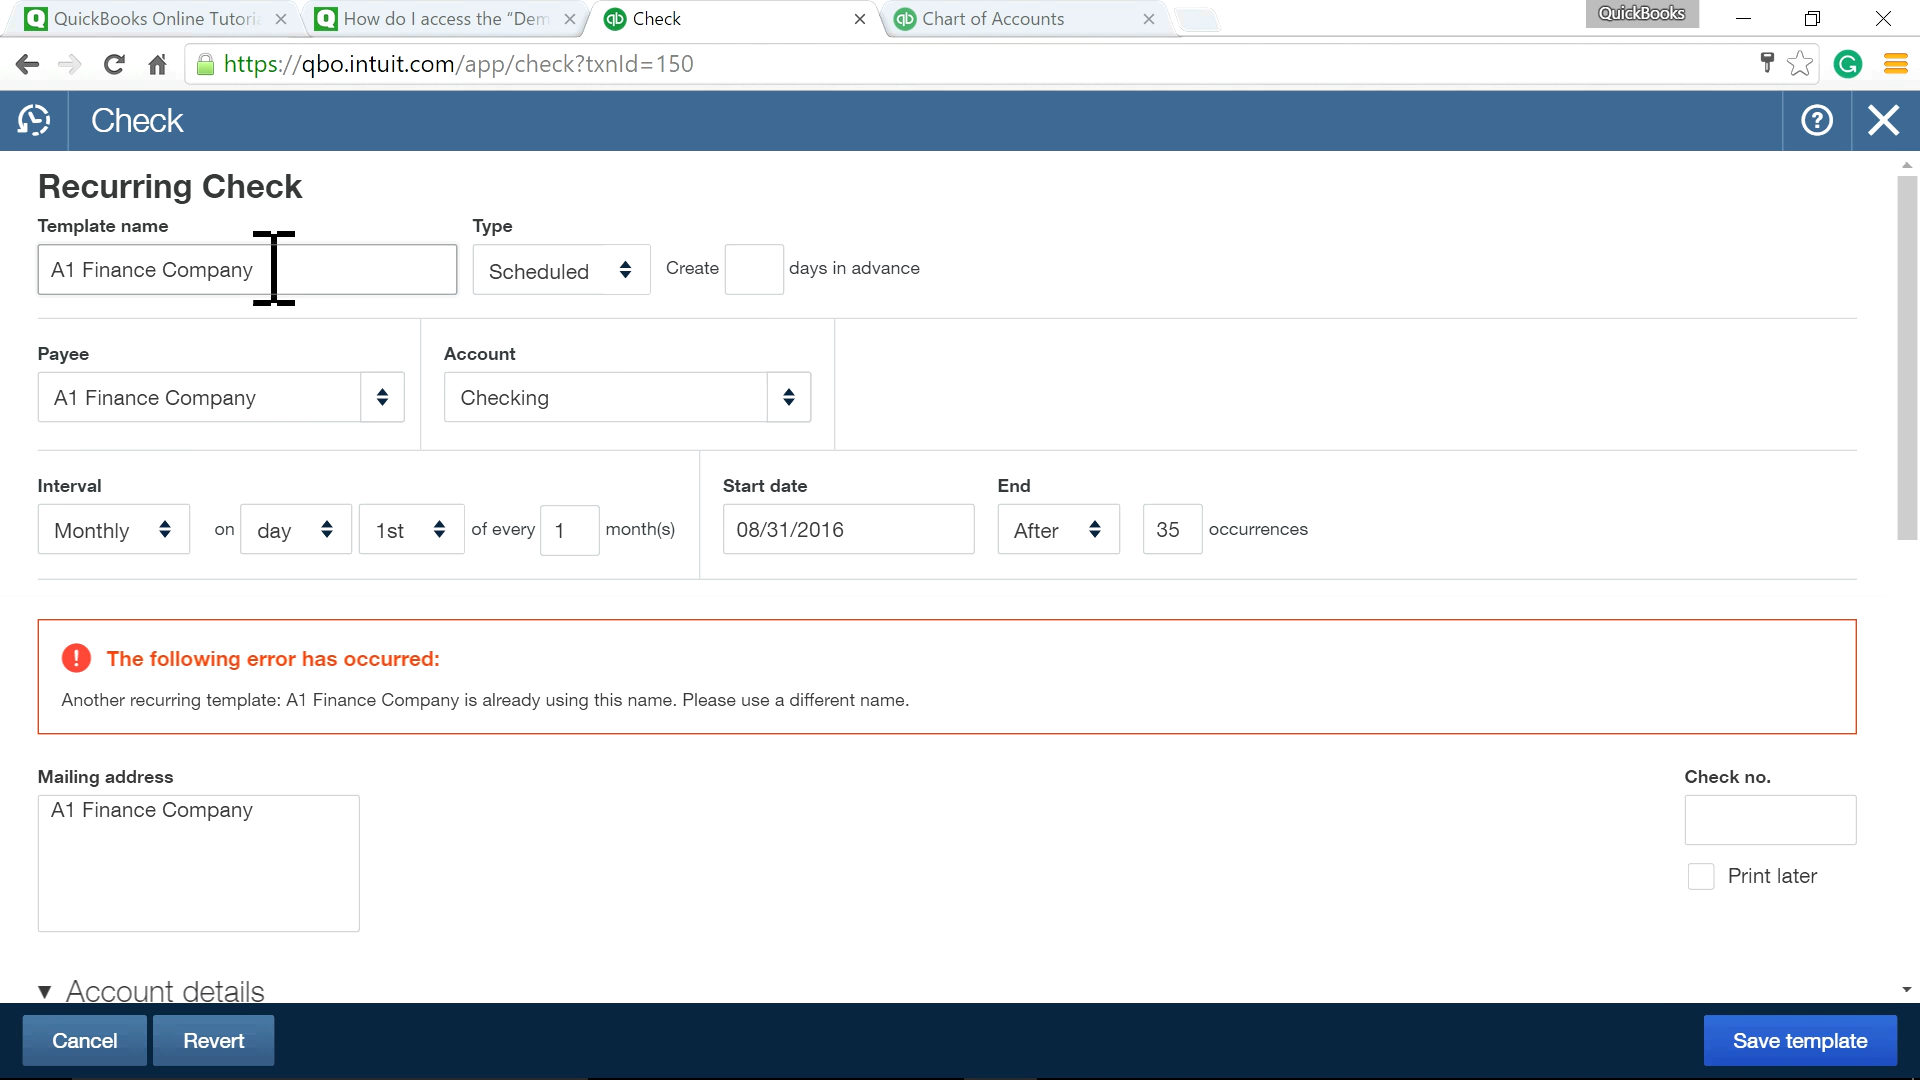 QuickBooks Online Tutoria
How do I access the "Dem
Check
Chart of Accounts
QuickBooks
https://qbo.intuit.com/app/check?txnId=150
Check
Recurring Check
Template name
Type
A1 Finance Company
Scheduled
Create
days in advance
Payee
Account
A1 Finance Company
Checking
Interval
Start date
End
Monthly on day 1st of every 1 month(s)
08/31/2016
After
35 occurrences
The following error has occurred:
Another recurring template: A1 Finance Company is already using this name. Please use a different name.
Mailing address
Check no.
A1 Finance Company
Print later
Account details
Cancel
Revert
Save template